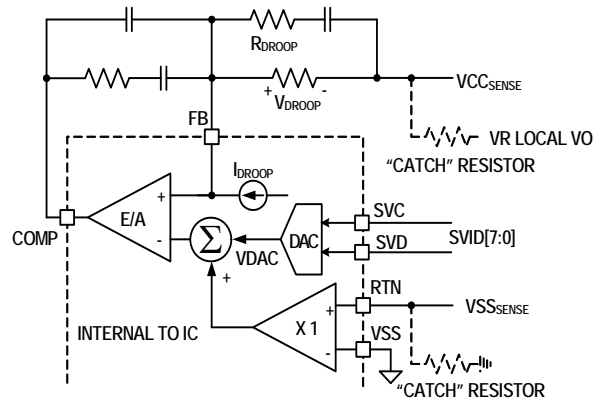 RDROOP
+ VDROOP -
VCCSENSE
FB
VR LOCAL VO
"CATCH" RESISTOR
IDROOP
+
E/A
-
COMP
Σ
+
VDAC
DAC
SVC
SVD
SVID[7:0]
RTN
VSSSENSE
INTERNAL TO IC
X 1
+
-
VSS
"CATCH" RESISTOR